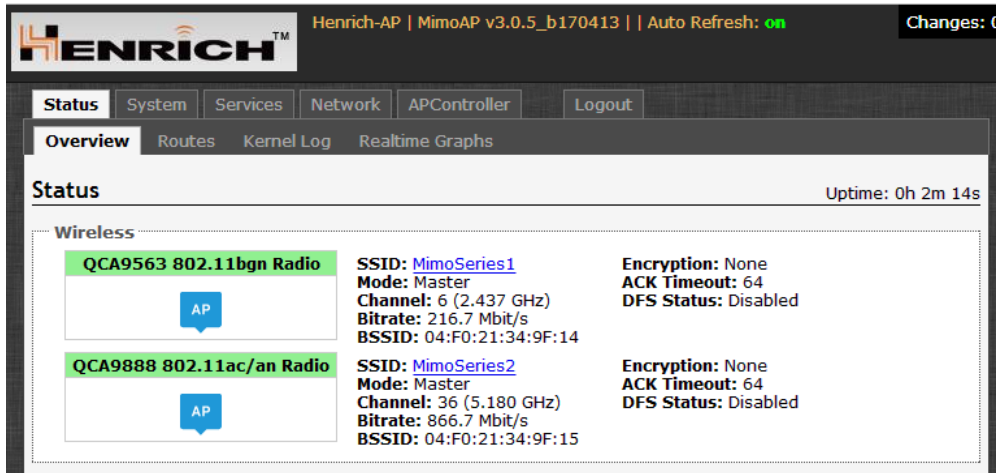 HENRICH™
Henrich-AP | MimoAP v3.0.5_b170413 | | Auto Refresh: on
Changes:
Status System Services Network APController Logout
Overview Routes Kernel Log Realtime Graphs
Status
Uptime: 0h 2m 14s
Wireless
QCA9563 802.11bgn Radio
AP
SSID: MimoSeries1
Mode: Master
Channel: 6 (2.437 GHz)
Bitrate: 216.7 Mbit/s
BSSID: 04:F0:21:34:9F:14
Encryption: None
ACK Timeout: 64
DFS Status: Disabled
QCA9888 802.11ac/an Radio
AP
SSID: MimoSeries2
Mode: Master
Channel: 36 (5.180 GHz)
Bitrate: 866.7 Mbit/s
BSSID: 04:F0:21:34:9F:15
Encryption: None
ACK Timeout: 64
DFS Status: Disabled